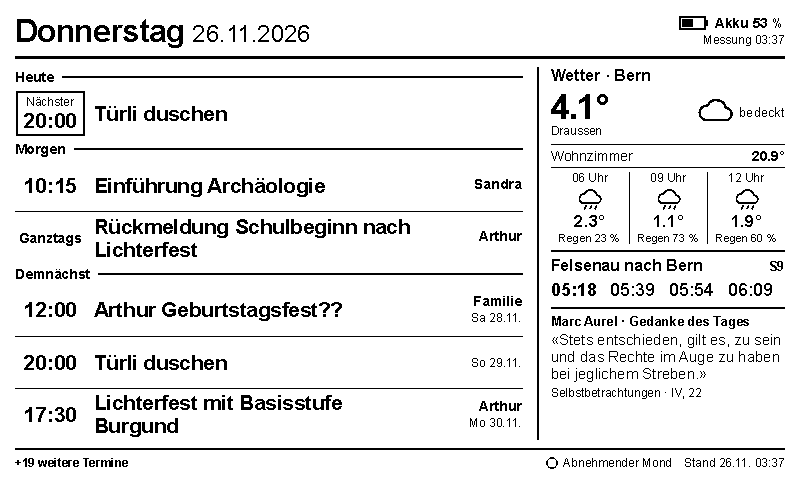 Donnerstag 26.11.2026
Akku 53 %
Messung 03:37
Heute
Nächster
20:00
Türli duschen
Morgen
10:15
Einführung Archäologie
Sandra
Ganztags
Rückmeldung Schulbeginn nach
Lichterfest
Arthur
Demnächst
12:00
Arthur Geburtstagsfest??
Familie
Sa 28.11.
20:00
Türli duschen
So 29.11.
17:30
Lichterfest mit Basisstufe
Burgund
Arthur
Mo 30.11.
Wetter · Bern
4.1°
bedeckt
Draussen
Wohnzimmer 20.9°
06 Uhr 09 Uhr 12 Uhr
2.3° 1.1° 1.9°
Regen 23 % Regen 73 % Regen 60 %
Felsenau nach Bern S9
05:18 05:39 05:54 06:09
Marc Aurel · Gedanke des Tages
«Stets entschieden, gilt es, zu sein
und das Rechte im Auge zu haben
bei jeglichem Streben.»
Selbstbetrachtungen · IV, 22
+19 weitere Termine
Abnehmender Mond Stand 26.11. 03:37